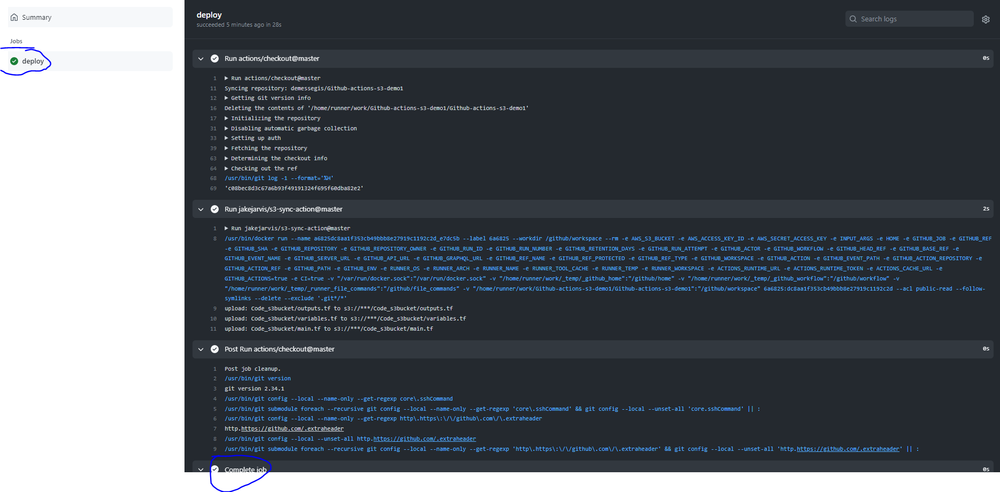 Summary
Jobs
deploy
deploy
succeeded 5 minutes ago in 28s
Search logs
Run actions/checkout@master 0s
1 ▶ Run actions/checkout@master
11 Syncing repository: demessegis/Github-actions-s3-demo1
12 ▶ Getting Git version info
16 Deleting the contents of '/home/runner/work/Github-actions-s3-demo1/Github-actions-s3-demo1'
17 ▶ Initializing the repository
31 ▶ Disabling automatic garbage collection
33 ▶ Setting up auth
39 ▶ Fetching the repository
63 ▶ Determining the checkout info
64 ▶ Checking out the ref
68 /usr/bin/git log -1 --format='%H'
69 'c08bec8d3c67a6b93f49191324f695f60dba82e2'
Run jakejarvis/s3-sync-action@master 2s
1 ▶ Run jakejarvis/s3-sync-action@master
8 /usr/bin/docker run --name a6825dc8aa1f353cb49bbb8e27919c1192c2d_e7dc5b --label 6a6825 --workdir /github/workspace --rm -e AWS_S3_BUCKET -e AWS_ACCESS_KEY_ID -e AWS_SECRET_ACCESS_KEY -e INPUT_ARGS -e HOME -e GITHUB_JOB -e GITHUB_REF
-e GITHUB_SHA -e GITHUB_REPOSITORY -e GITHUB_REPOSITORY_OWNER -e GITHUB_RUN_ID -e GITHUB_RUN_NUMBER -e GITHUB_RETENTION_DAYS -e GITHUB_RUN_ATTEMPT -e GITHUB_ACTOR -e GITHUB_WORKFLOW -e GITHUB_HEAD_REF -e GITHUB_BASE_REF -e
GITHUB_EVENT_NAME -e GITHUB_SERVER_URL -e GITHUB_API_URL -e GITHUB_GRAPHQL_URL -e GITHUB_REF_NAME -e GITHUB_REF_PROTECTED -e GITHUB_REF_TYPE -e GITHUB_WORKSPACE -e GITHUB_ACTION -e GITHUB_EVENT_PATH -e GITHUB_ACTION_REPOSITORY -e
GITHUB_ACTION_REF -e GITHUB_PATH -e GITHUB_ENV -e RUNNER_OS -e RUNNER_ARCH -e RUNNER_NAME -e RUNNER_TOOL_CACHE -e RUNNER_TEMP -e RUNNER_WORKSPACE -e ACTIONS_RUNTIME_URL -e ACTIONS_RUNTIME_TOKEN -e ACTIONS_CACHE_URL -e
GITHUB_ACTIONS=true -e CI=true -v "/var/run/docker.sock":"/var/run/docker.sock" -v "/home/runner/work/_temp/_github_home":"/github/home" -v "/home/runner/work/_temp/_github_workflow":"/github/workflow" -v
"/home/runner/work/_temp/_runner_file_commands":"/github/file_commands" -v "/home/runner/work/Github-actions-s3-demo1/Github-actions-s3-demo1":"/github/workspace" 6a6825:dc8aa1f353cb49bbb8e27919c1192c2d --acl public-read --follow-
symlinks --delete --exclude '.git*/*'
9 upload: Code_s3bucket/outputs.tf to s3://***/Code_s3bucket/outputs.tf
10 upload: Code_s3bucket/variables.tf to s3://***/Code_s3bucket/variables.tf
11 upload: Code_s3bucket/main.tf to s3://***/Code_s3bucket/main.tf
Post Run actions/checkout@master 0s
1 Post job cleanup.
2 /usr/bin/git version
3 git version 2.34.1
4 /usr/bin/git config --local --name-only --get-regexp core\.sshCommand
5 /usr/bin/git submodule foreach --recursive git config --local --name-only --get-regexp 'core\.sshCommand' && git config --local --unset-all 'core.sshCommand' || :
6 /usr/bin/git config --local --name-only --get-regexp http\.https\:\/\/github\.com\/\.extraheader
7 http.https://github.com/.extraheader
8 /usr/bin/git config --local --unset-all http.https://github.com/.extraheader
9 /usr/bin/git submodule foreach --recursive git config --local --name-only --get-regexp 'http\.https\:\/\/github\.com\/\.extraheader' && git config --local --unset-all 'http.https://github.com/.extraheader' || :
Complete job 0s